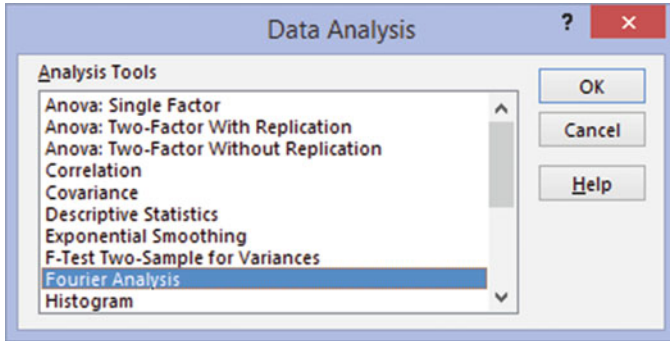 Data Analysis
?
Analysis Tools
Anova: Single Factor
Anova: Two-Factor With Replication
Anova: Two-Factor Without Replication
Correlation
Covariance
Descriptive Statistics
Exponential Smoothing
F-Test Two-Sample for Variances
Fourier Analysis
Histogram
OK
Cancel
Help